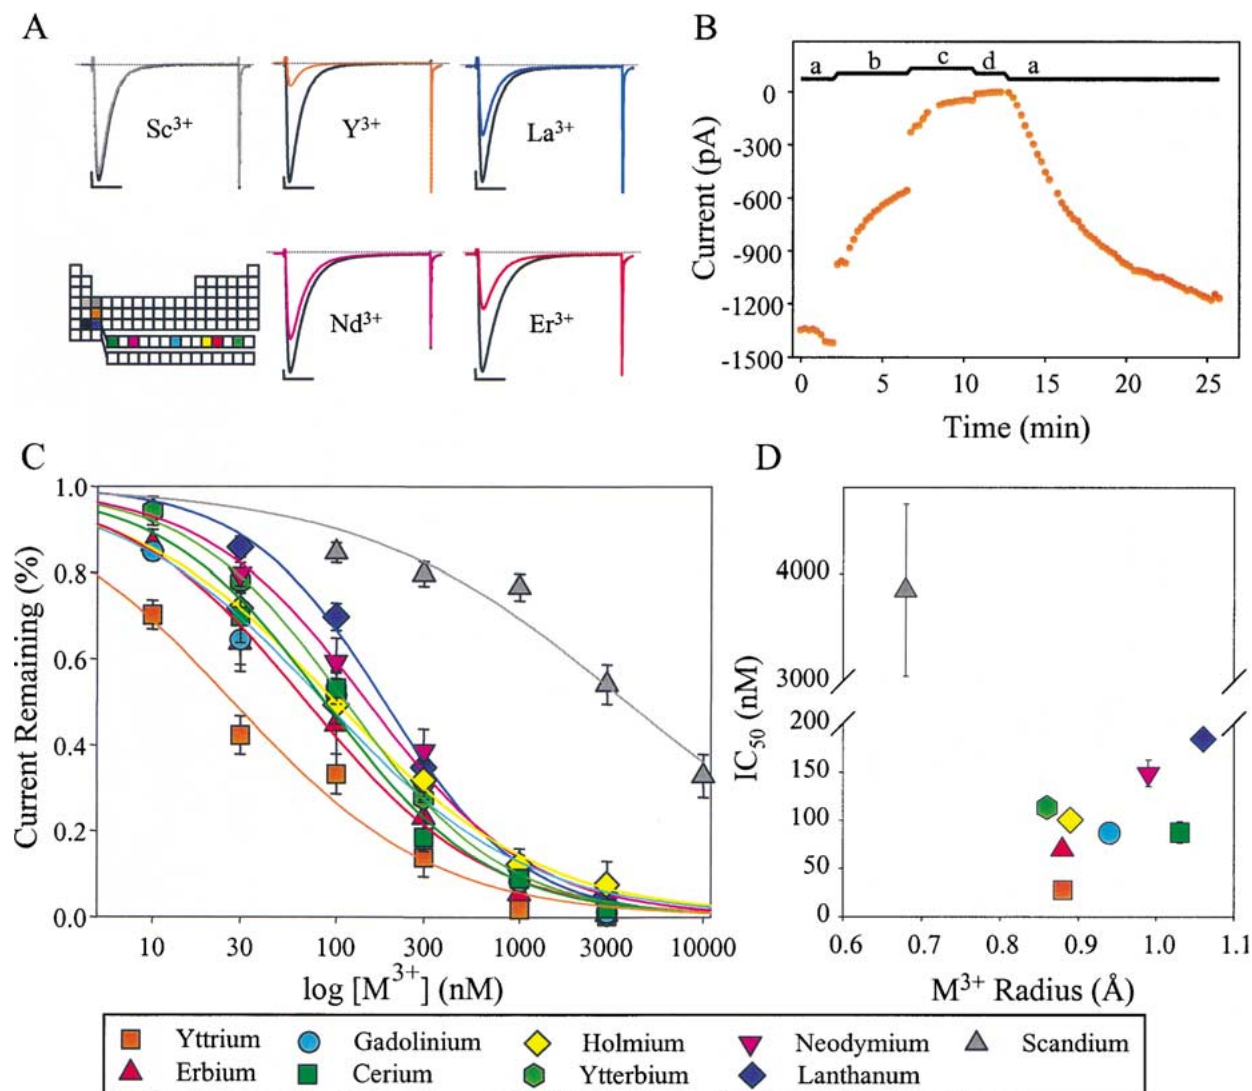 A
Sc3+
Y3+
La3+
Nd3+
Er3+
B
a b c d a
Current (pA)
0
-300
-600
-900
-1200
-1500
0 5 10 15 20 25
Time (min)
C
Current Remaining (%)
1.0
0.8
0.6
0.4
0.2
0.0
10 30 100 300 1000 3000 10000
log [M3+] (nM)
D
IC50 (nM)
4000
3000
200
150
100
50
0
0.6 0.7 0.8 0.9 1.0 1.1
M3+ Radius (Å)
Yttrium Gadolinium Holmium Neodymium Scandium
Erbium Cerium Ytterbium Lanthanum